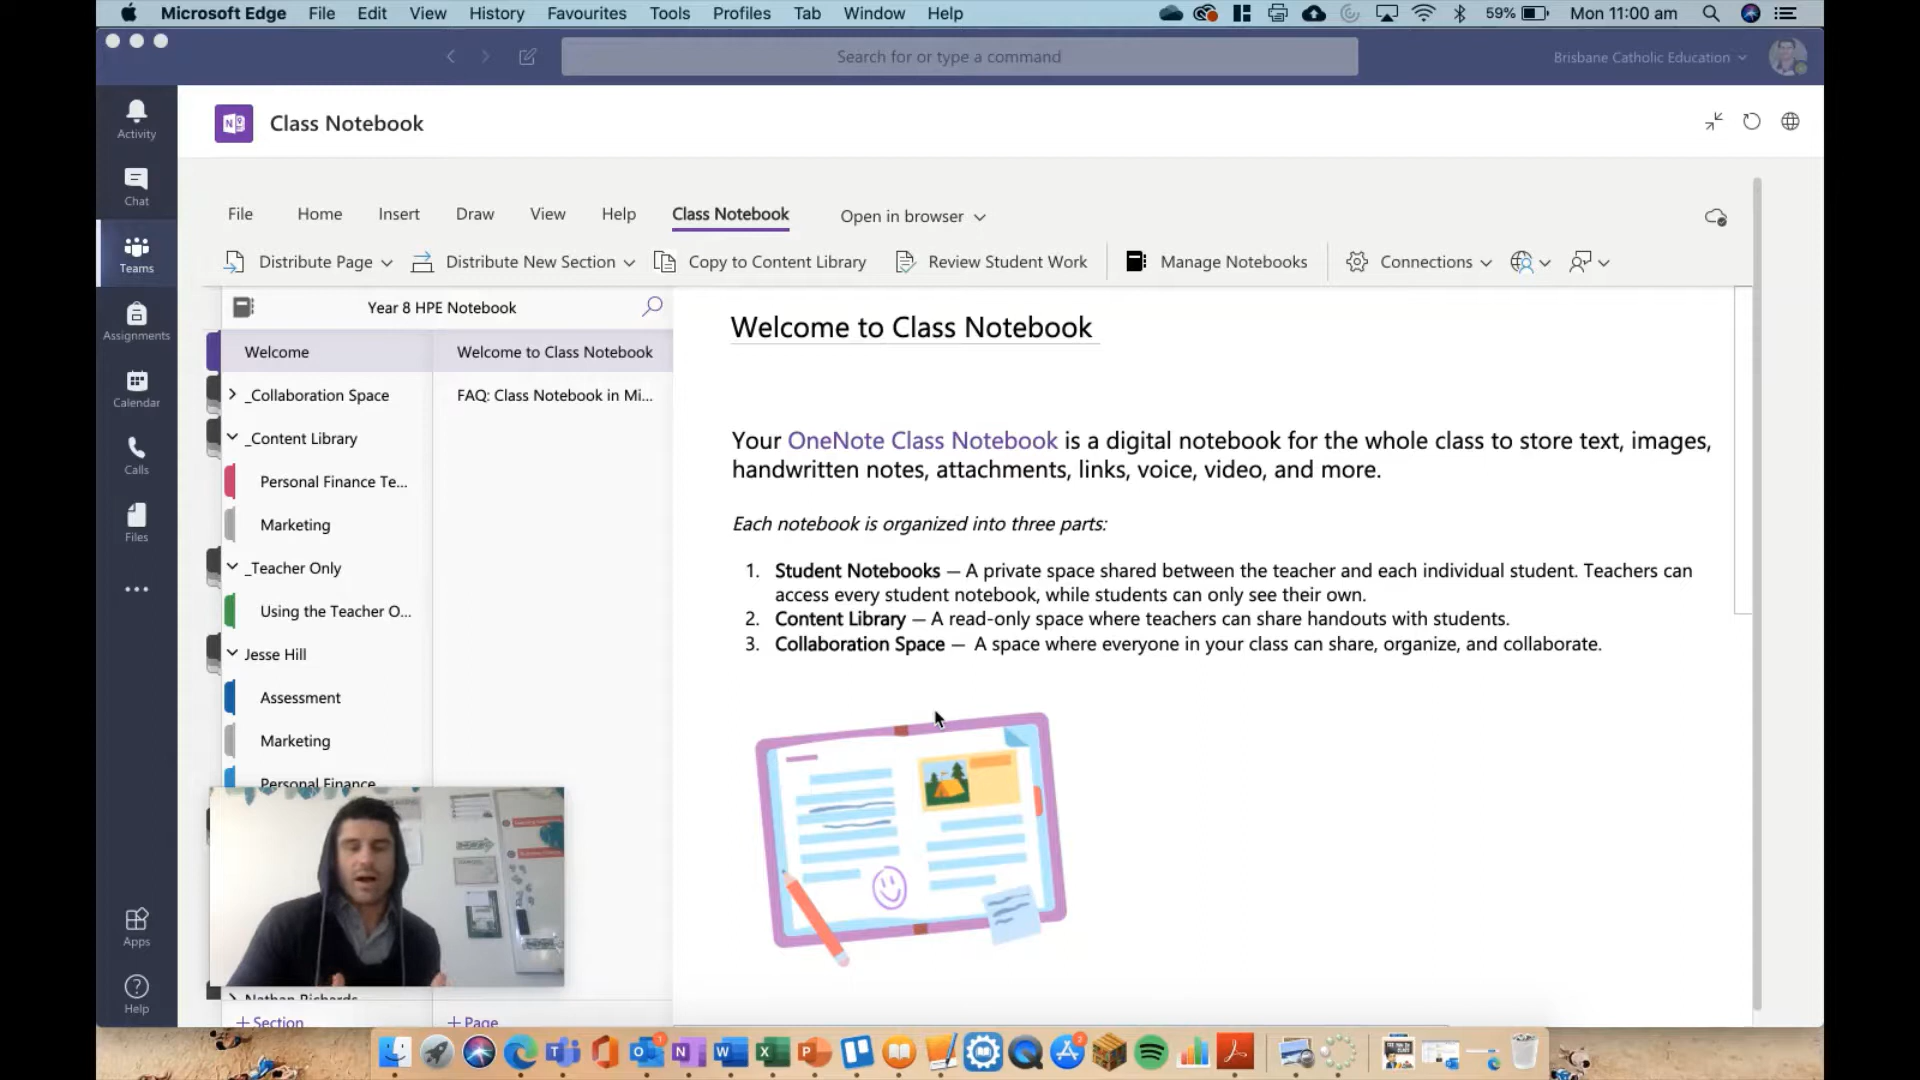 Microsoft Edge File Edit View History Favourites Tools Profiles Tab Window Help 59% Mon 11:00 am
Search for or type a command
Brisbane Catholic Education
Activity
Chat
Teams
Assignments
Calendar
Calls
Files
Apps
Help
Class Notebook
File Home Insert Draw View Help Class Notebook Open in browser
Distribute Page Distribute New Section Copy to Content Library Review Student Work Manage Notebooks Connections
Year 8 HPE Notebook
Welcome
_Collaboration Space
_Content Library
Personal Finance Te...
Marketing
_Teacher Only
Using the Teacher O...
Jesse Hill
Assessment
Marketing
Personal Finance
Nathan Richards
+ Section
Welcome to Class Notebook
FAQ: Class Notebook in Mi...
+ Page
Welcome to Class Notebook
Your OneNote Class Notebook is a digital notebook for the whole class to store text, images,
handwritten notes, attachments, links, voice, video, and more.
Each notebook is organized into three parts:
1. Student Notebooks — A private space shared between the teacher and each individual student. Teachers can
access every student notebook, while students can only see their own.
2. Content Library — A read-only space where teachers can share handouts with students.
3. Collaboration Space — A space where everyone in your class can share, organize, and collaborate.